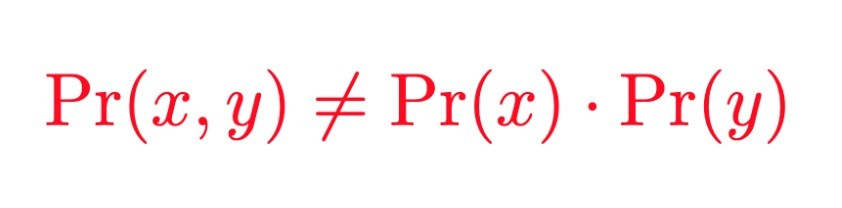 Pr(x, y) ≠ Pr(x) · Pr(y)